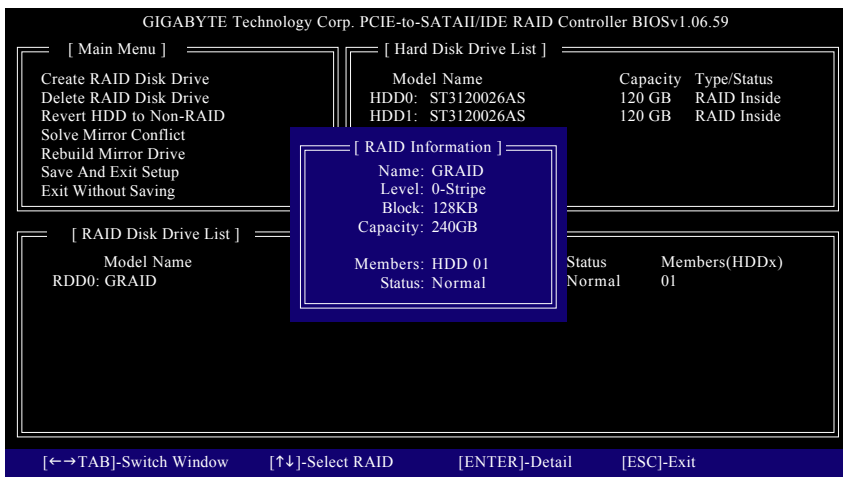 GIGABYTE Technology Corp. PCIE-to-SATAII/IDE RAID Controller BIOSv1.06.59
[ Main Menu ]
Create RAID Disk Drive
Delete RAID Disk Drive
Revert HDD to Non-RAID
Solve Mirror Conflict
Rebuild Mirror Drive
Save And Exit Setup
Exit Without Saving
[ Hard Disk Drive List ]
Model Name Capacity Type/Status
HDD0: ST3120026AS 120 GB RAID Inside
HDD1: ST3120026AS 120 GB RAID Inside
[ RAID Information ]
Name: GRAID
Level: 0-Stripe
Block: 128KB
Capacity: 240GB
Members: HDD 01
Status: Normal
[ RAID Disk Drive List ]
Model Name Status Members(HDDx)
RDD0: GRAID Normal 01
[←→TAB]-Switch Window [↑↓]-Select RAID [ENTER]-Detail [ESC]-Exit